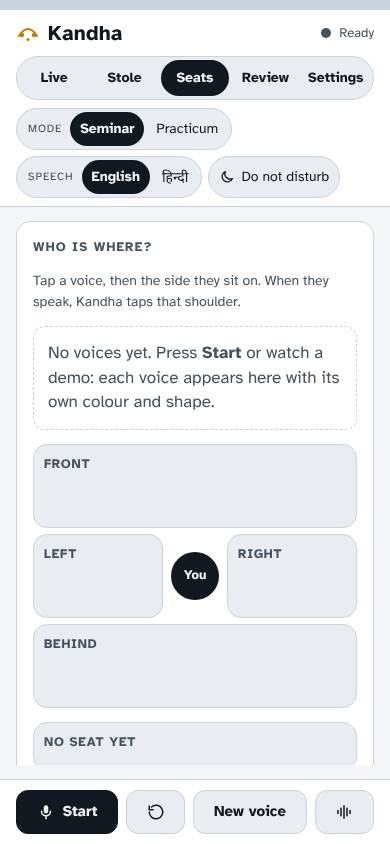 Kandha
Ready
Live Stole Seats Review Settings
MODE Seminar Practicum
SPEECH English हिन्दी Do not disturb
WHO IS WHERE?
Tap a voice, then the side they sit on. When they
speak, Kandha taps that shoulder.
No voices yet. Press Start or watch a
demo: each voice appears here with its
own colour and shape.
FRONT
LEFT
You
RIGHT
BEHIND
NO SEAT YET
Start New voice